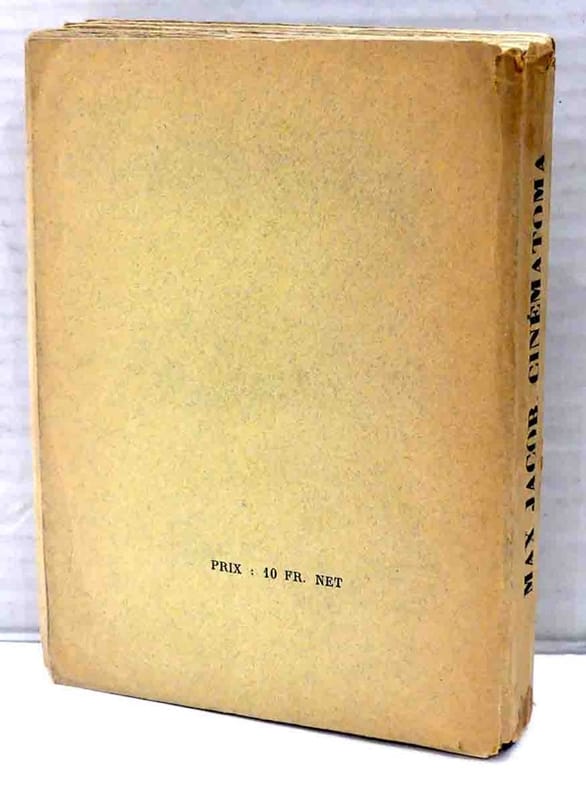 PRIX : 10 FR. NET
MAX JACOB. CINÉMATOMA